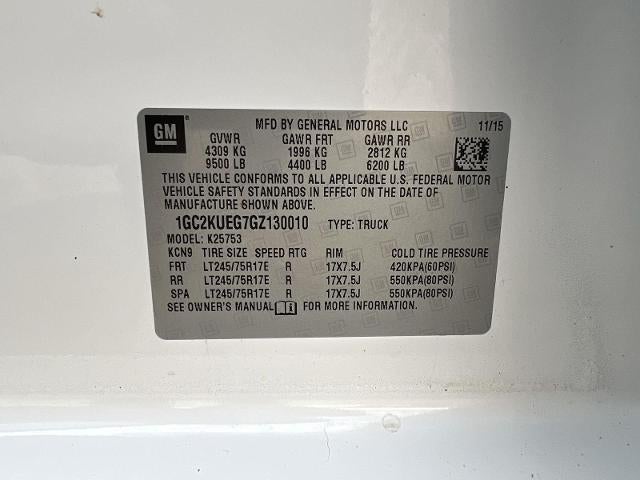 GM
MFD BY GENERAL MOTORS LLC 11/15
GVWR GAWR FRT GAWR RR
4309 KG 1996 KG 2812 KG
9500 LB 4400 LB 6200 LB
THIS VEHICLE CONFORMS TO ALL APPLICABLE U.S. FEDERAL MOTOR
VEHICLE SAFETY STANDARDS IN EFFECT ON THE DATE OF
MANUFACTURE SHOWN ABOVE.
1GC2KUEG7GZ130010 TYPE: TRUCK
MODEL: K25753
KCN9 TIRE SIZE SPEED RTG RIM COLD TIRE PRESSURE
FRT LT245/75R17E R 17X7.5J 420KPA(60PSI)
RR LT245/75R17E R 17X7.5J 550KPA(80PSI)
SPA LT245/75R17E R 17X7.5J 550KPA(80PSI)
SEE OWNER'S MANUAL FOR MORE INFORMATION.